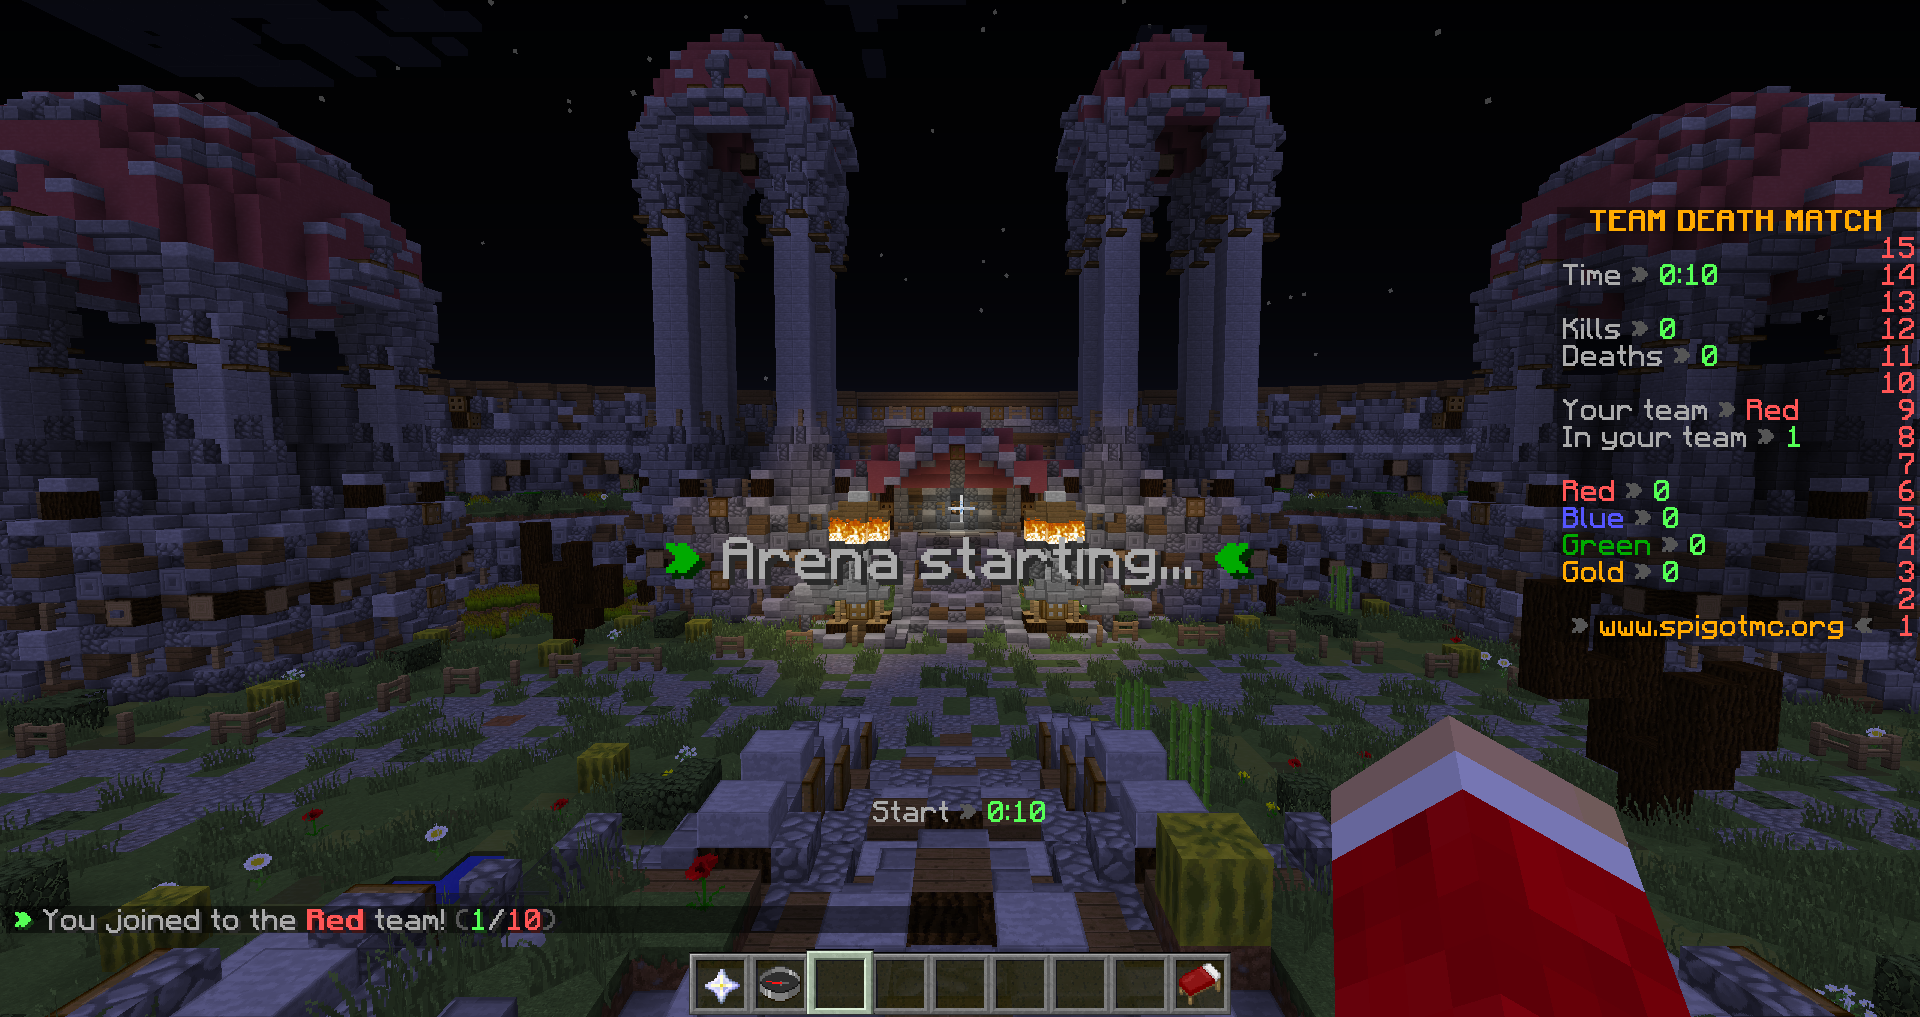 TEAM DEATH MATCH
15
Time » 0:10 14
13
Kills » 0 12
Deaths » 0 11
10
Your team » Red 9
In your team » 1 8
7
Red » 0 6
Blue » 0 5
Green » 0 4
Gold » 0 3
2
» www.spigotmc.org « 1
» Arena starting... «
Start » 0:10
» You joined to the Red team! (1/10)